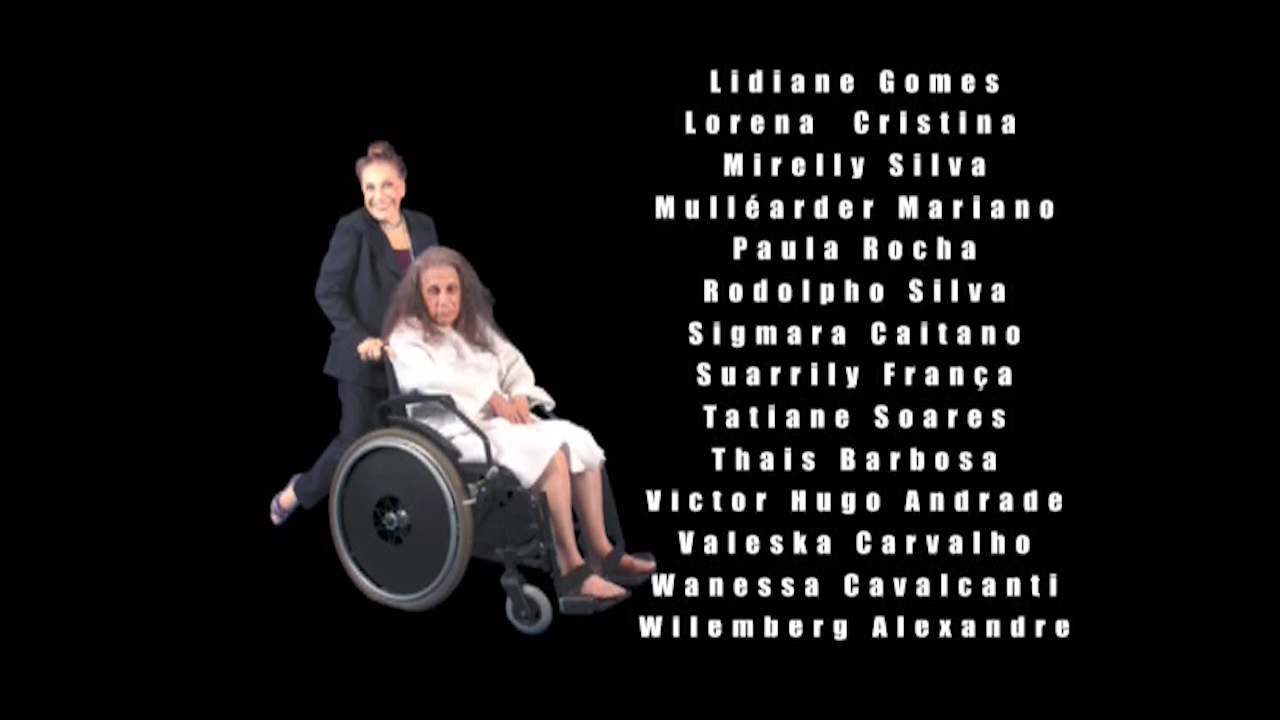 Lidiane Gomes
Lorena Cristina
Mirelly Silva
Mulléarder Mariano
Paula Rocha
Rodolpho Silva
Sigmara Caitano
Suarrily França
Tatiane Soares
Thais Barbosa
Victor Hugo Andrade
Valeska Carvalho
Wanessa Cavalcanti
Wilemberg Alexandre